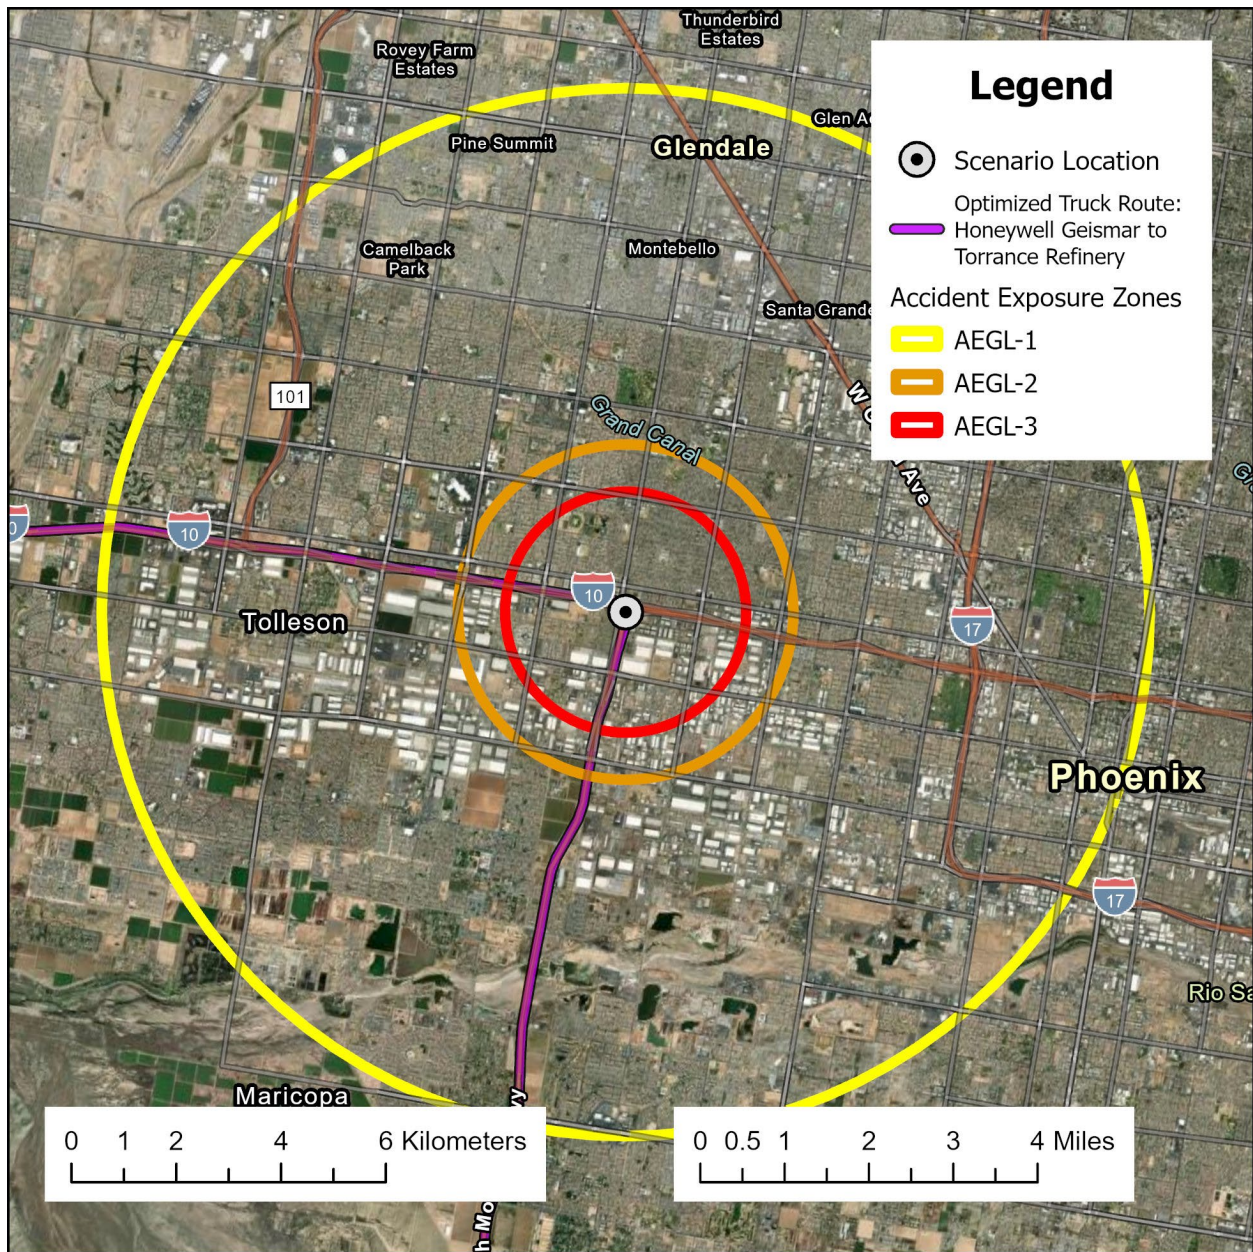 Thunderbird
Estates
Rovey Farm
Estates
Legend
Glen
Pine Summit
Glendale
Scenario Location
Optimized Truck Route:
Honeywell Geismar to
Torrance Refinery
Camelback
Park
Montebello
Accident Exposure Zones
Santa Grande
AEGL-1
AEGL-2
AEGL-3
101
Grand Canal
W
Ave
10
10
Tolleson
17
Phoenix
17
Rio
Maricopa
0 1 2 4 6 Kilometers
0 0.5 1 2 3 4 Miles